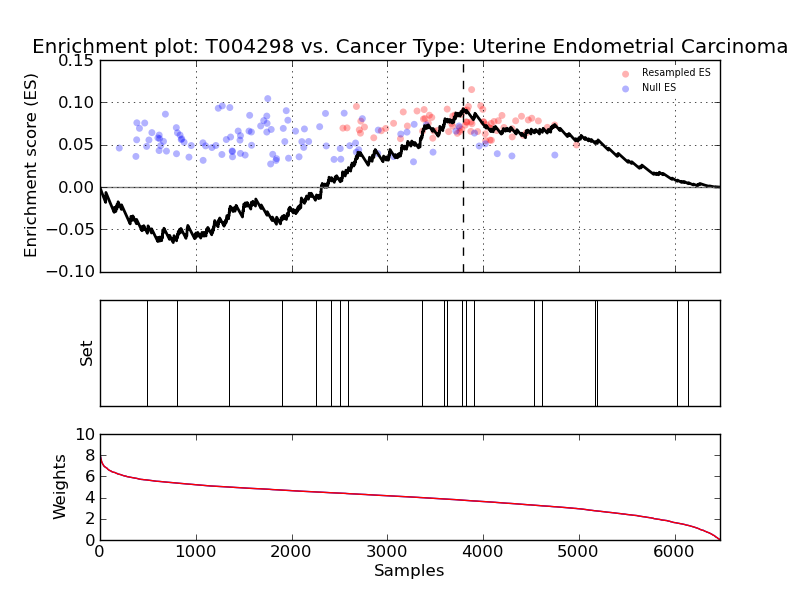 Enrichment plot: T004298 vs. Cancer Type: Uterine Endometrial Carcinoma
Enrichment score (ES)
0.15
0.10
0.05
0.00
−0.05
−0.10
Resampled ES
Null ES
Set
Weights
10
8
6
4
2
0
0 1000 2000 3000 4000 5000 6000
Samples